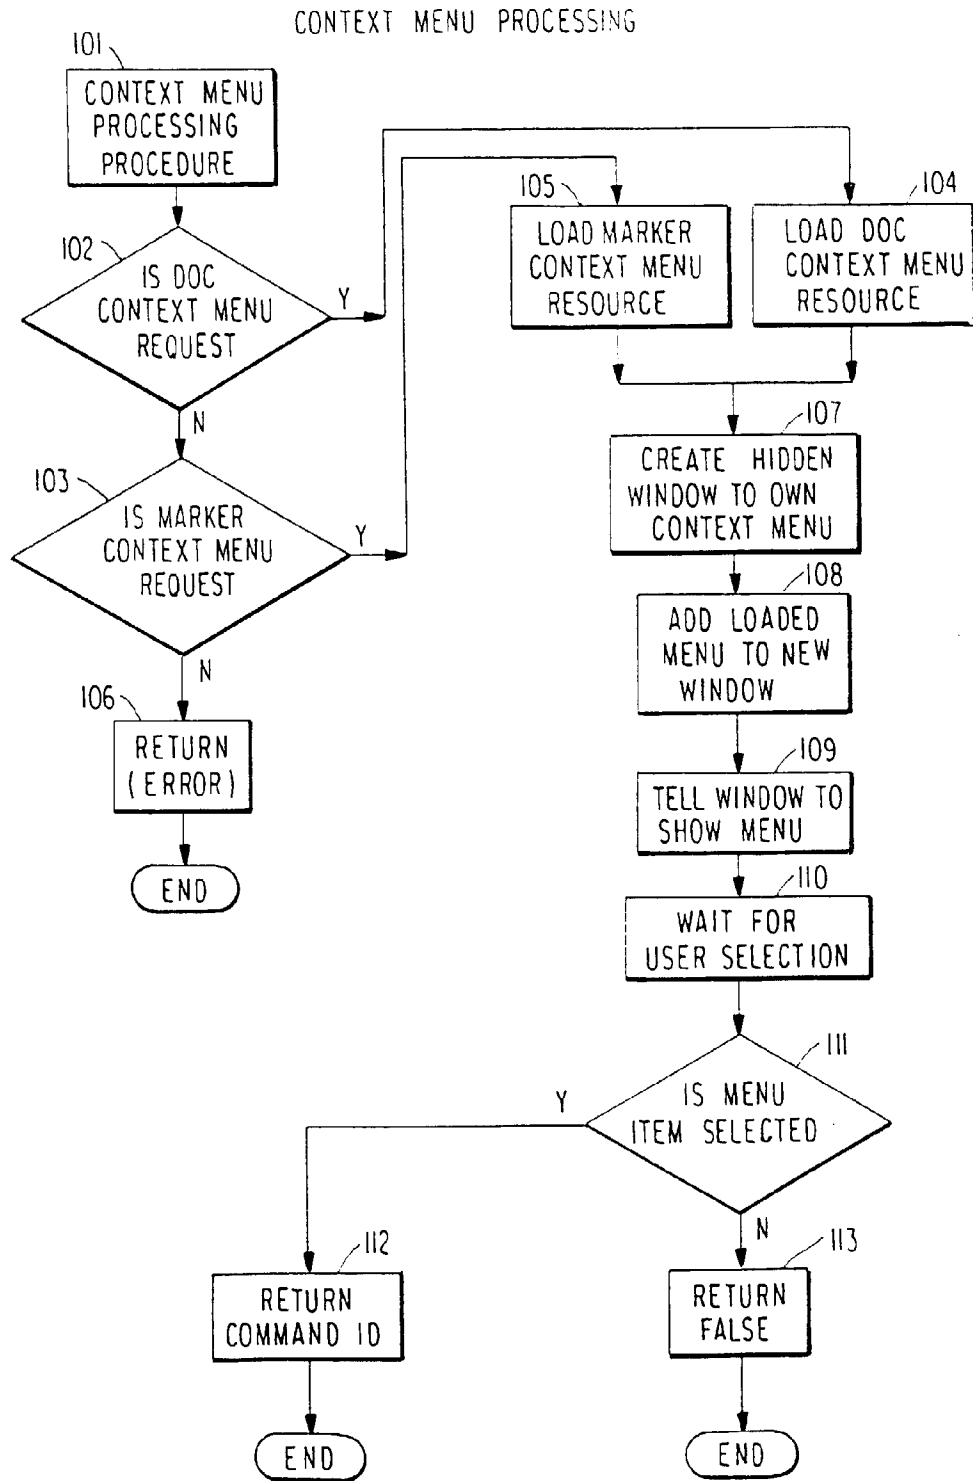 CONTEXT MENU PROCESSING
101
CONTEXT MENU
PROCESSING
PROCEDURE
102
IS DOC
CONTEXT MENU
REQUEST
Y
N
103
IS MARKER
CONTEXT MENU
REQUEST
Y
N
106
RETURN
(ERROR)
END
105
LOAD MARKER
CONTEXT MENU
RESOURCE
104
LOAD DOC
CONTEXT MENU
RESOURCE
107
CREATE HIDDEN
WINDOW TO OWN
CONTEXT MENU
108
ADD LOADED
MENU TO NEW
WINDOW
109
TELL WINDOW TO
SHOW MENU
110
WAIT FOR
USER SELECTION
111
IS MENU
ITEM SELECTED
Y
N
112
RETURN
COMMAND ID
END
113
RETURN
FALSE
END